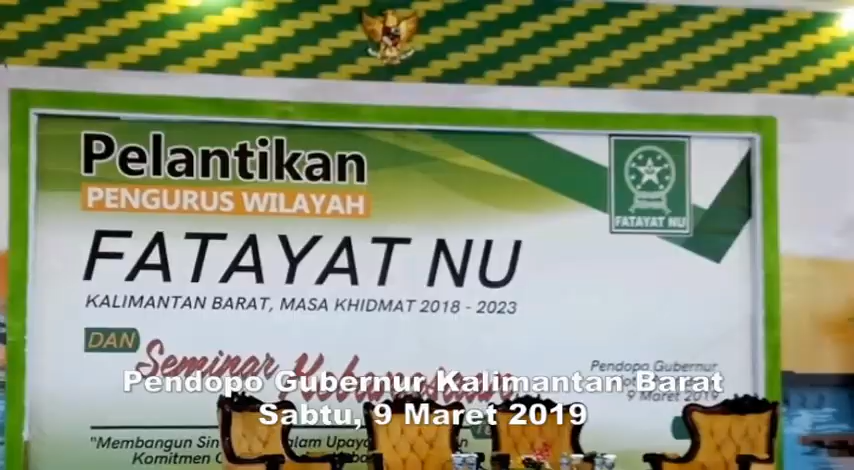 Pelantikan
PENGURUS WILAYAH
FATAYAT NU
KALIMANTAN BARAT, MASA KHIDMAT 2018 - 2023
FATAYAT NU
DAN
Seminar
Pendopo Gubernur
9 Maret 2019
Pendopo Gubernur Kalimantan Barat
Sabtu, 9 Maret 2019
"Membangun
Komitmen